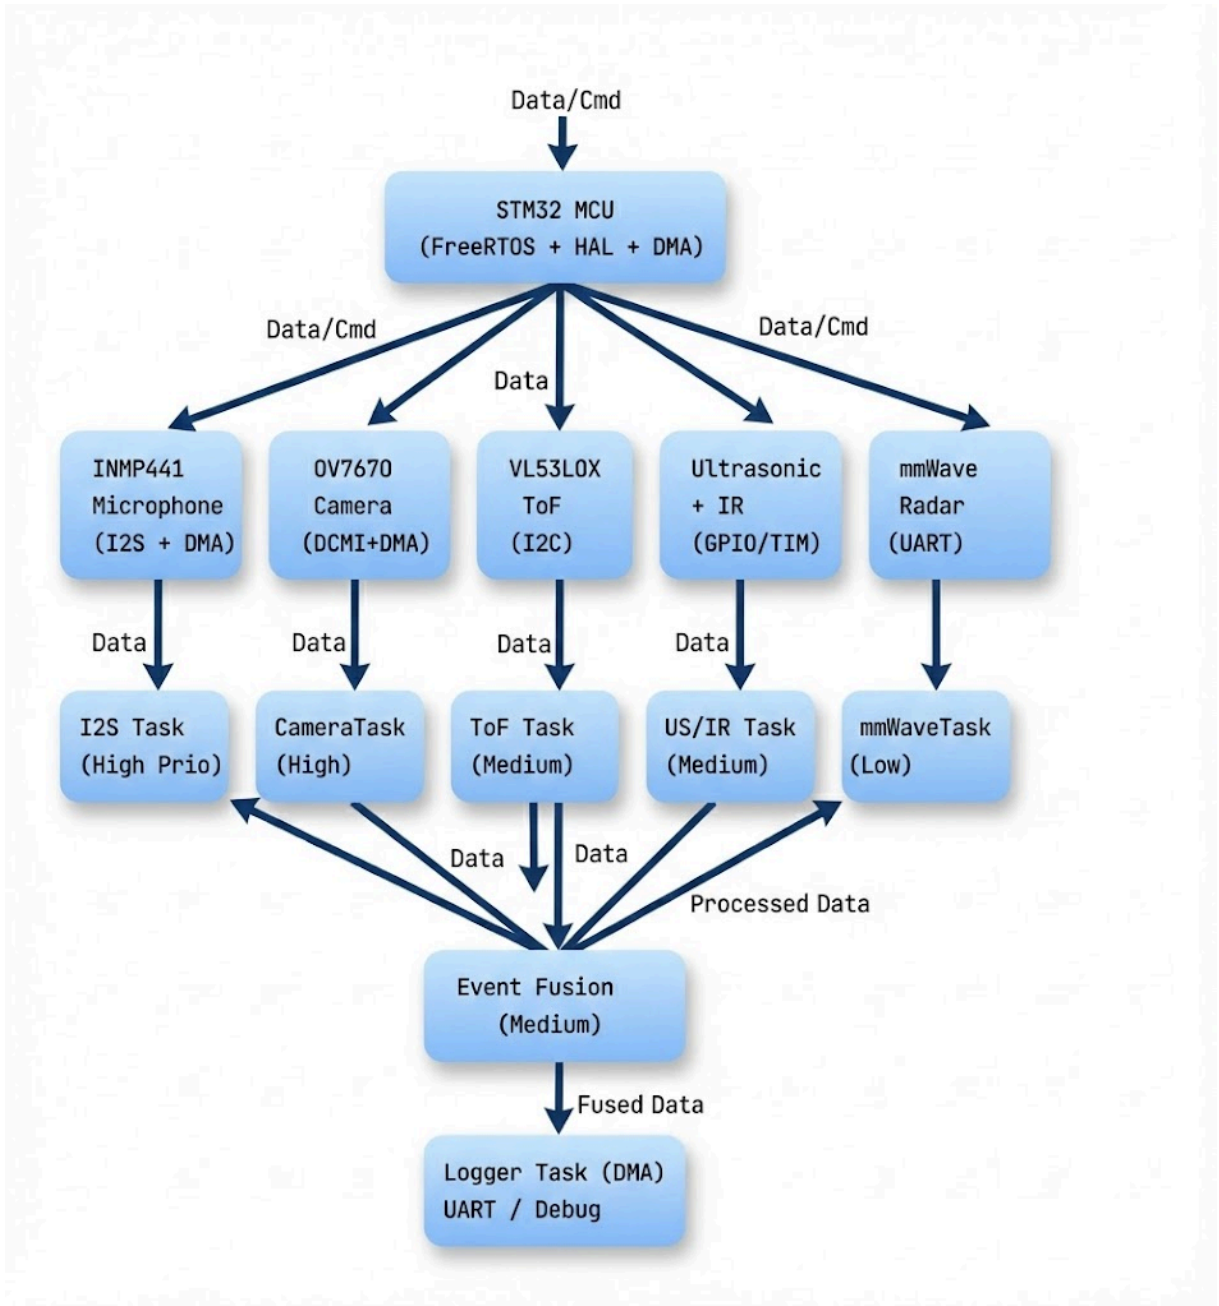 Data/Cmd
STM32 MCU
(FreeRTOS + HAL + DMA)
Data/Cmd
Data/Cmd
Data
INMP441
Microphone
(I2S + DMA)
OV7670
Camera
(DCMI+DMA)
VL53LOX
ToF
(I2C)
Ultrasonic
+ IR
(GPIO/TIM)
mmWave
Radar
(UART)
Data
Data
Data
Data
I2S Task
(High Prio)
CameraTask
(High)
ToF Task
(Medium)
US/IR Task
(Medium)
mmWaveTask
(Low)
Data
Data
Processed Data
Event Fusion
(Medium)
Fused Data
Logger Task (DMA)
UART / Debug